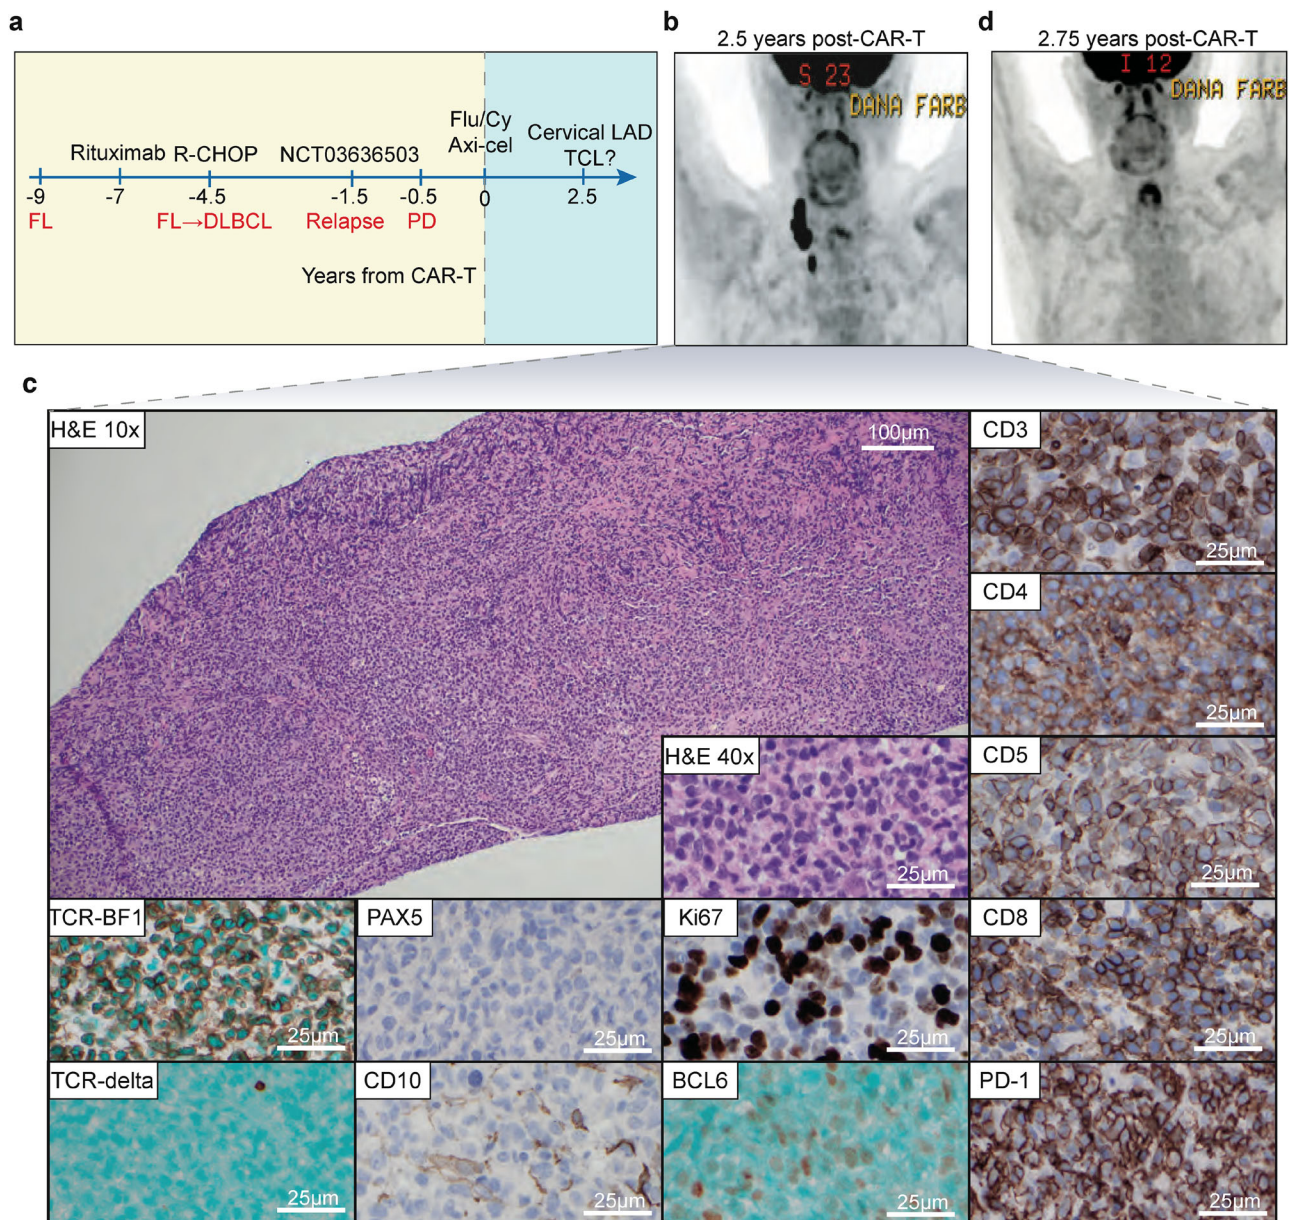 a
b
d
2.5 years post-CAR-T
2.75 years post-CAR-T
S 23
DANA FARB
I 12
DANA FARB
Flu/Cy
Axi-cel
Cervical LAD
TCL?
Rituximab
R-CHOP
NCT03636503
-9
-7
-4.5
-1.5
-0.5
0
2.5
FL
FL→DLBCL
Relapse
PD
Years from CAR-T
c
H&E 10x
100µm
CD3
25µm
CD4
25µm
H&E 40x
25µm
CD5
25µm
TCR-BF1
25µm
PAX5
25µm
Ki67
25µm
CD8
25µm
TCR-delta
25µm
CD10
25µm
BCL6
25µm
PD-1
25µm